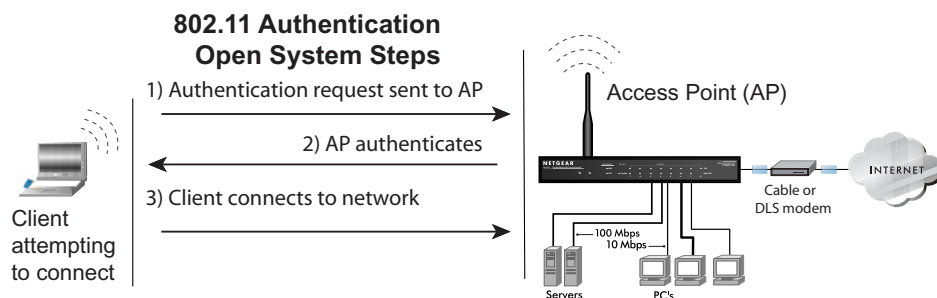 802.11 Authentication
Open System Steps
1) Authentication request sent to AP
2) AP authenticates
3) Client connects to network
Client
attempting
to connect
Access Point (AP)
NETGEAR
INTERNET
Cable or
DLS modem
100 Mbps
10 Mbps
Servers
PC's